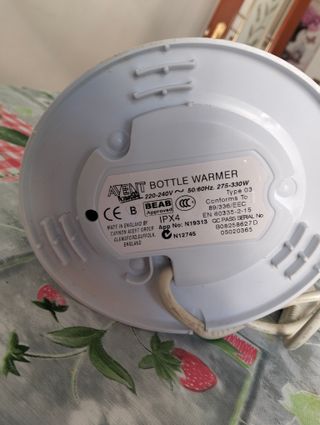 AVENT BOTTLE WARMER
220-240V ~ 50/60Hz. 275-330W
Type 03
CE B BEAB Approved
Conforms To
89/336/EEC
IPX4
EN 60335-2-15
App No: N19313
QC PASS SERIAL No
B08258627D
05020365
N12745
MADE IN ENGLAND BY
CANNON AVENT GROUP
GLEMSFORD, SUFFOLK,
ENGLAND